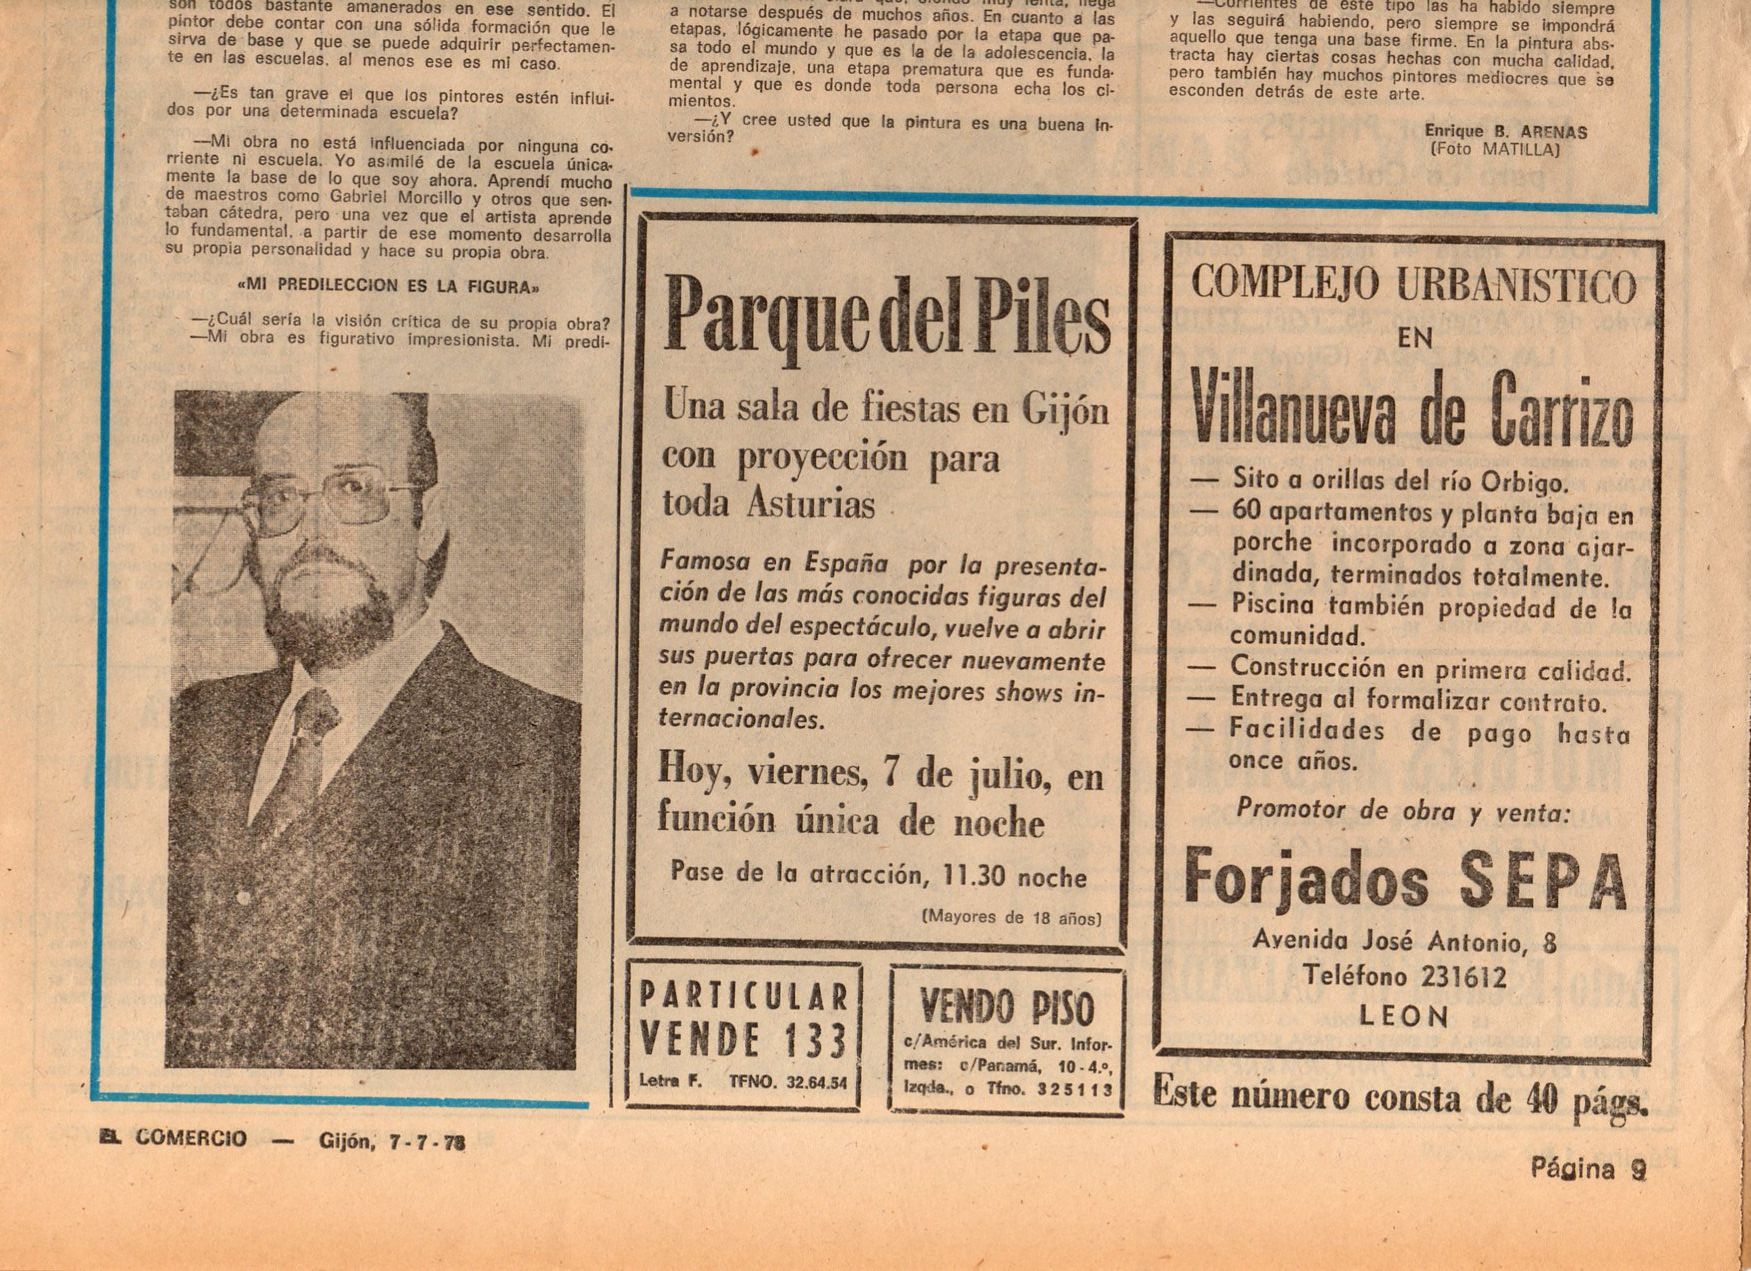 son todos bastante amanerados en ese sentido. El
pintor debe contar con una sólida formación que le
sirva de base y que se puede adquirir perfectamen-
te en las escuelas, al menos ese es mi caso.
—¿Es tan grave el que los pintores estén influi-
dos por una determinada escuela?
—Mi obra no está influenciada por ninguna co-
rriente ni escuela. Yo asimilé de la escuela única-
mente la base de lo que soy ahora. Aprendí mucho
de maestros como Gabriel Morcillo y otros que sen-
taban cátedra, pero una vez que el artista aprende
lo fundamental, a partir de ese momento desarrolla
su propia personalidad y hace su propia obra.
«MI PREDILECCION ES LA FIGURA»
—¿Cuál sería la visión crítica de su propia obra?
—Mi obra es figurativo impresionista. Mi predi-
a notarse después de muchos años. En cuanto a las
etapas, lógicamente he pasado por la etapa que pa-
sa todo el mundo y que es la de la adolescencia, la
de aprendizaje, una etapa prematura que es funda-
mental y que es donde toda persona echa los ci-
mientos.
—¿Y cree usted que la pintura es una buena in-
versión?
—Corrientes de este tipo las ha habido siempre
y las seguirá habiendo, pero siempre se impondrá
aquello que tenga una base firme. En la pintura abs-
tracta hay ciertas cosas hechas con mucha calidad,
pero también hay muchos pintores mediocres que se
esconden detrás de este arte.
Enrique B. ARENAS
(Foto MATILLA)
Parque del Piles
Una sala de fiestas en Gijón
con proyección para
toda Asturias
Famosa en España por la presenta-
ción de las más conocidas figuras del
mundo del espectáculo, vuelve a abrir
sus puertas para ofrecer nuevamente
en la provincia los mejores shows in-
ternacionales.
Hoy, viernes, 7 de julio, en
función única de noche
Pase de la atracción, 11.30 noche
(Mayores de 18 años)
PARTICULAR
VENDE 133
Letra F. TFNO. 32.64.54
VENDO PISO
c/América del Sur. Infor-
mes: c/Panamá, 10-4.º,
Izqda., o Tfno. 325113
COMPLEJO URBANISTICO
EN
Villanueva de Carrizo
— Sito a orillas del río Orbigo.
— 60 apartamentos y planta baja en
porche incorporado a zona ajar-
dinada, terminados totalmente.
— Piscina también propiedad de la
comunidad.
— Construcción en primera calidad.
— Entrega al formalizar contrato.
— Facilidades de pago hasta
once años.
Promotor de obra y venta:
Forjados SEPA
Avenida José Antonio, 8
Teléfono 231612
LEON
Este número consta de 40 págs.
EL COMERCIO — Gijón, 7-7-78
Página 9